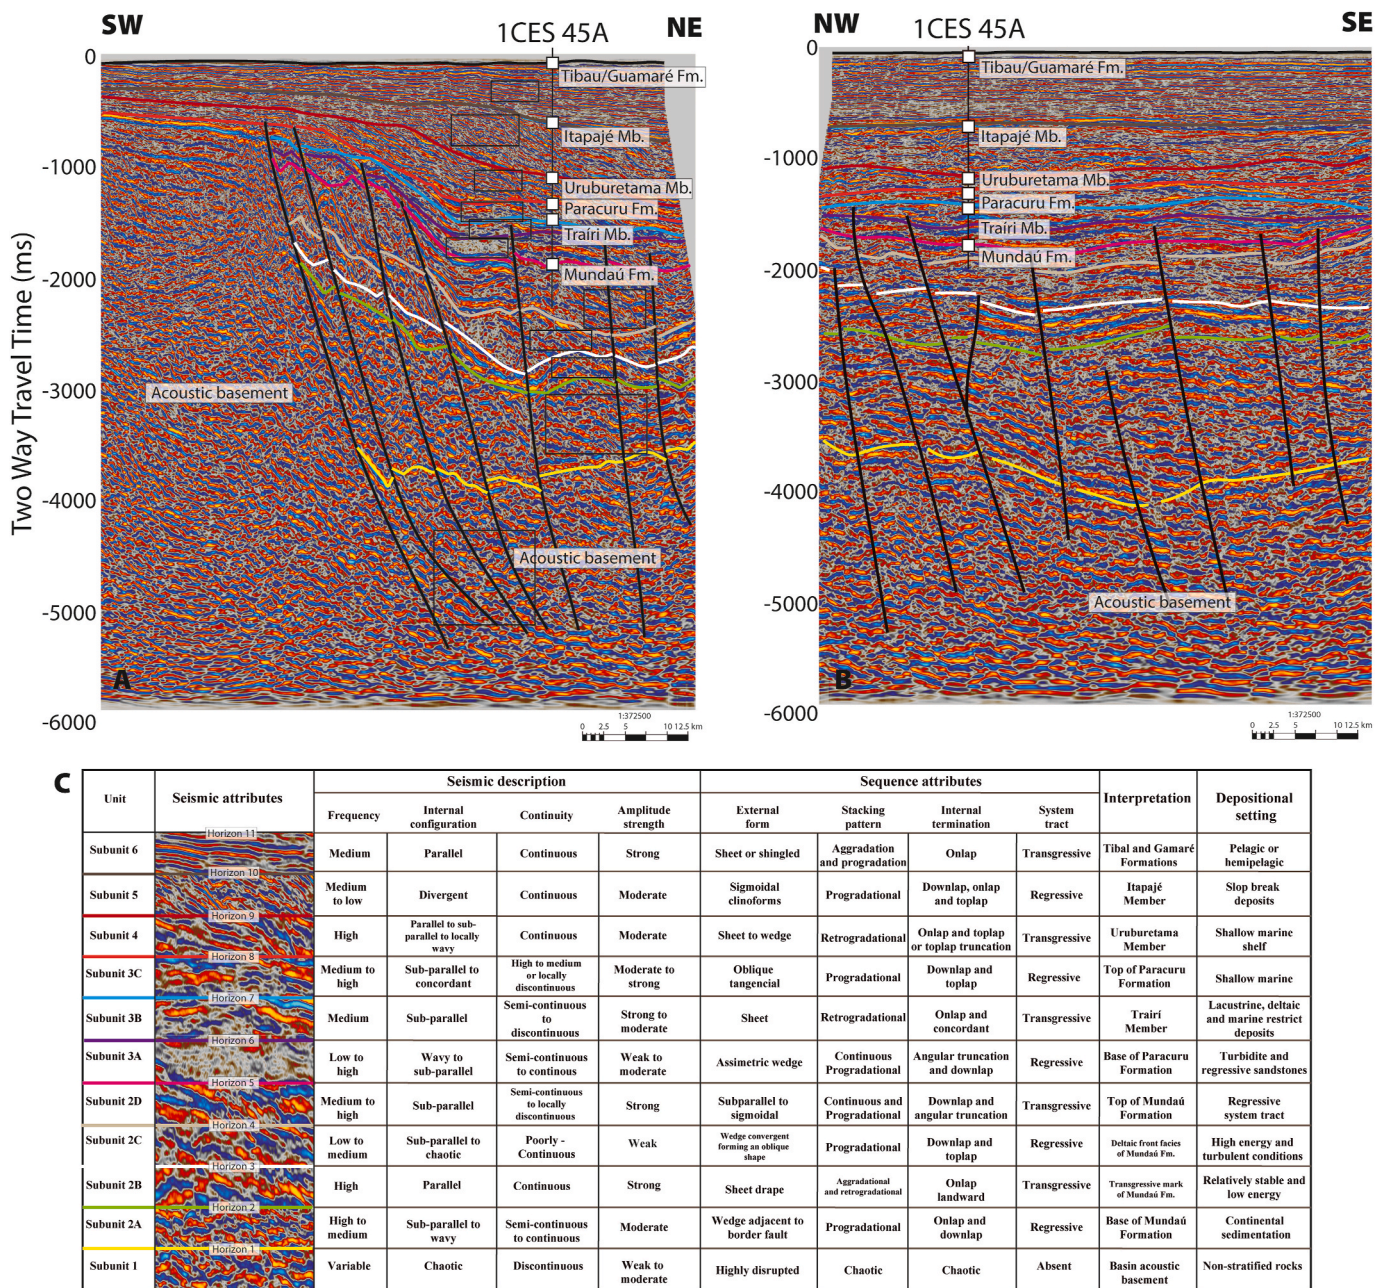 SW
1CES 45A
NE
0
-1000
-2000
-3000
-4000
-5000
-6000
Two Way Travel Time (ms)
Tibau/Guamaré Fm.
Itapajé Mb.
Uruburetama Mb.
Paracuru Fm.
Traíri Mb.
Mundaú Fm.
Acoustic basement
Acoustic basement
A
1:372500
0 2.5 5 10 12.5 km
NW
1CES 45A
SE
0
-1000
-2000
-3000
-4000
-5000
-6000
Tibau/Guamaré Fm.
Itapajé Mb.
Uruburetama Mb.
Paracuru Fm.
Traíri Mb.
Mundaú Fm.
Acoustic basement
B
1:372500
0 2.5 5 10 12.5 km
C
Unit
Seismic attributes
Seismic description
Sequence attributes
Interpretation
Depositional
setting
Frequency
Internal
configuration
Continuity
Amplitude
strength
External
form
Stacking
pattern
Internal
termination
System
tract
Horizon 11
Subunit 6
Medium
Parallel
Continuous
Strong
Sheet or shingled
Aggradation
and progradation
Onlap
Transgressive
Tibal and Gamaré
Formations
Pelagic or
hemipelagic
Horizon 10
Subunit 5
Medium
to low
Divergent
Continuous
Moderate
Sigmoidal
clinoforms
Progradational
Downlap, onlap
and toplap
Regressive
Itapajé
Member
Slop break
deposits
Horizon 9
Subunit 4
High
Parallel to sub-
parallel to locally
wavy
Continuous
Moderate
Sheet to wedge
Retrogradational
Onlap and toplap
or toplap truncation
Transgressive
Uruburetama
Member
Shallow marine
shelf
Horizon 8
Subunit 3C
Medium to
high
Sub-parallel to
concordant
High to medium
or locally
discontinuous
Moderate to
strong
Oblique
tangencial
Progradational
Downlap and
toplap
Regressive
Top of Paracuru
Formation
Shallow marine
Horizon 7
Subunit 3B
Medium
Sub-parallel
Semi-continuous
to
discontinuous
Strong to
moderate
Sheet
Retrogradational
Onlap and
concordant
Transgressive
Trairí
Member
Lacustrine, deltaic
and marine restrict
deposits
Horizon 6
Subunit 3A
Low to
high
Wavy to
sub-parallel
Semi-continuous
to continous
Weak to
moderate
Assimetric wedge
Continuous
Progradational
Angular truncation
and downlap
Regressive
Base of Paracuru
Formation
Turbidite and
regressive sandstones
Horizon 5
Subunit 2D
Medium to
high
Sub-parallel
Semi-continuous
to locally
discontinuous
Strong
Subparallel to
sigmoidal
Continuous and
Progradational
Downlap and
angular truncation
Transgressive
Top of Mundaú
Formation
Regressive
system tract
Horizon 4
Subunit 2C
Low to
medium
Sub-parallel to
chaotic
Poorly -
Continuous
Weak
Wedge convergent
forming an oblique
shape
Progradational
Downlap and
toplap
Regressive
Deltaic front facies
of Mundaú Fm.
High energy and
turbulent conditions
Horizon 3
Subunit 2B
High
Parallel
Continuous
Strong
Sheet drape
Aggradational
and retrogradational
Onlap
landward
Transgressive
Transgressive mark
of Mundaú Fm.
Relatively stable and
low energy
Horizon 2
Subunit 2A
High to
medium
Sub-parallel to
wavy
Semi-continuous
to continuous
Moderate
Wedge adjacent to
border fault
Progradational
Onlap and
downlap
Regressive
Base of Mundaú
Formation
Continental
sedimentation
Horizon 1
Subunit 1
Variable
Chaotic
Discontinuous
Weak to
moderate
Highly disrupted
Chaotic
Chaotic
Absent
Basin acoustic
basement
Non-stratified rocks